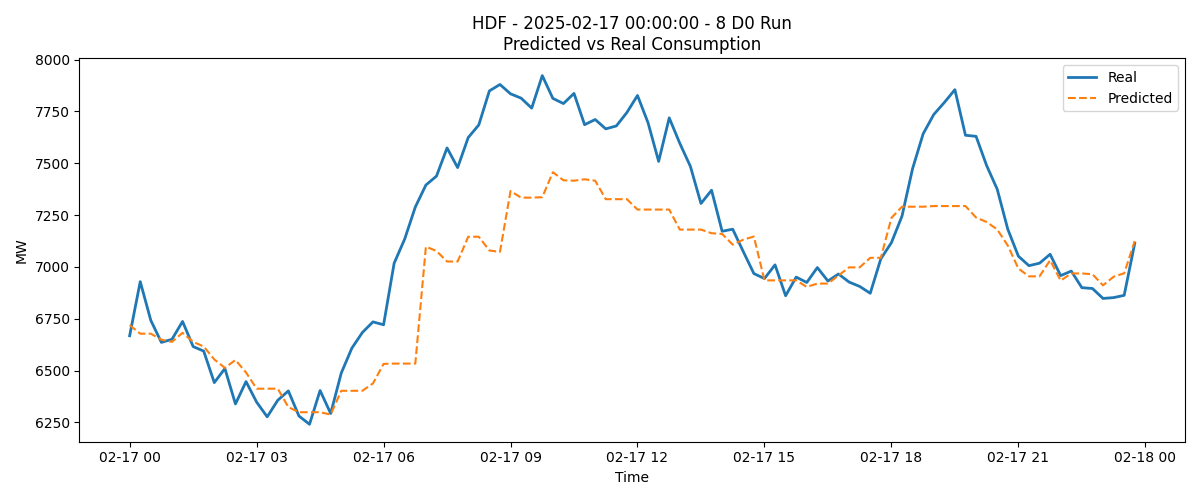 HDF - 2025-02-17 00:00:00 - 8 D0 Run
Predicted vs Real Consumption
8000
7750
7500
7250
7000
6750
6500
6250
MW
Real
Predicted
02-17 00
02-17 03
02-17 06
02-17 09
02-17 12
02-17 15
02-17 18
02-17 21
02-18 00
Time